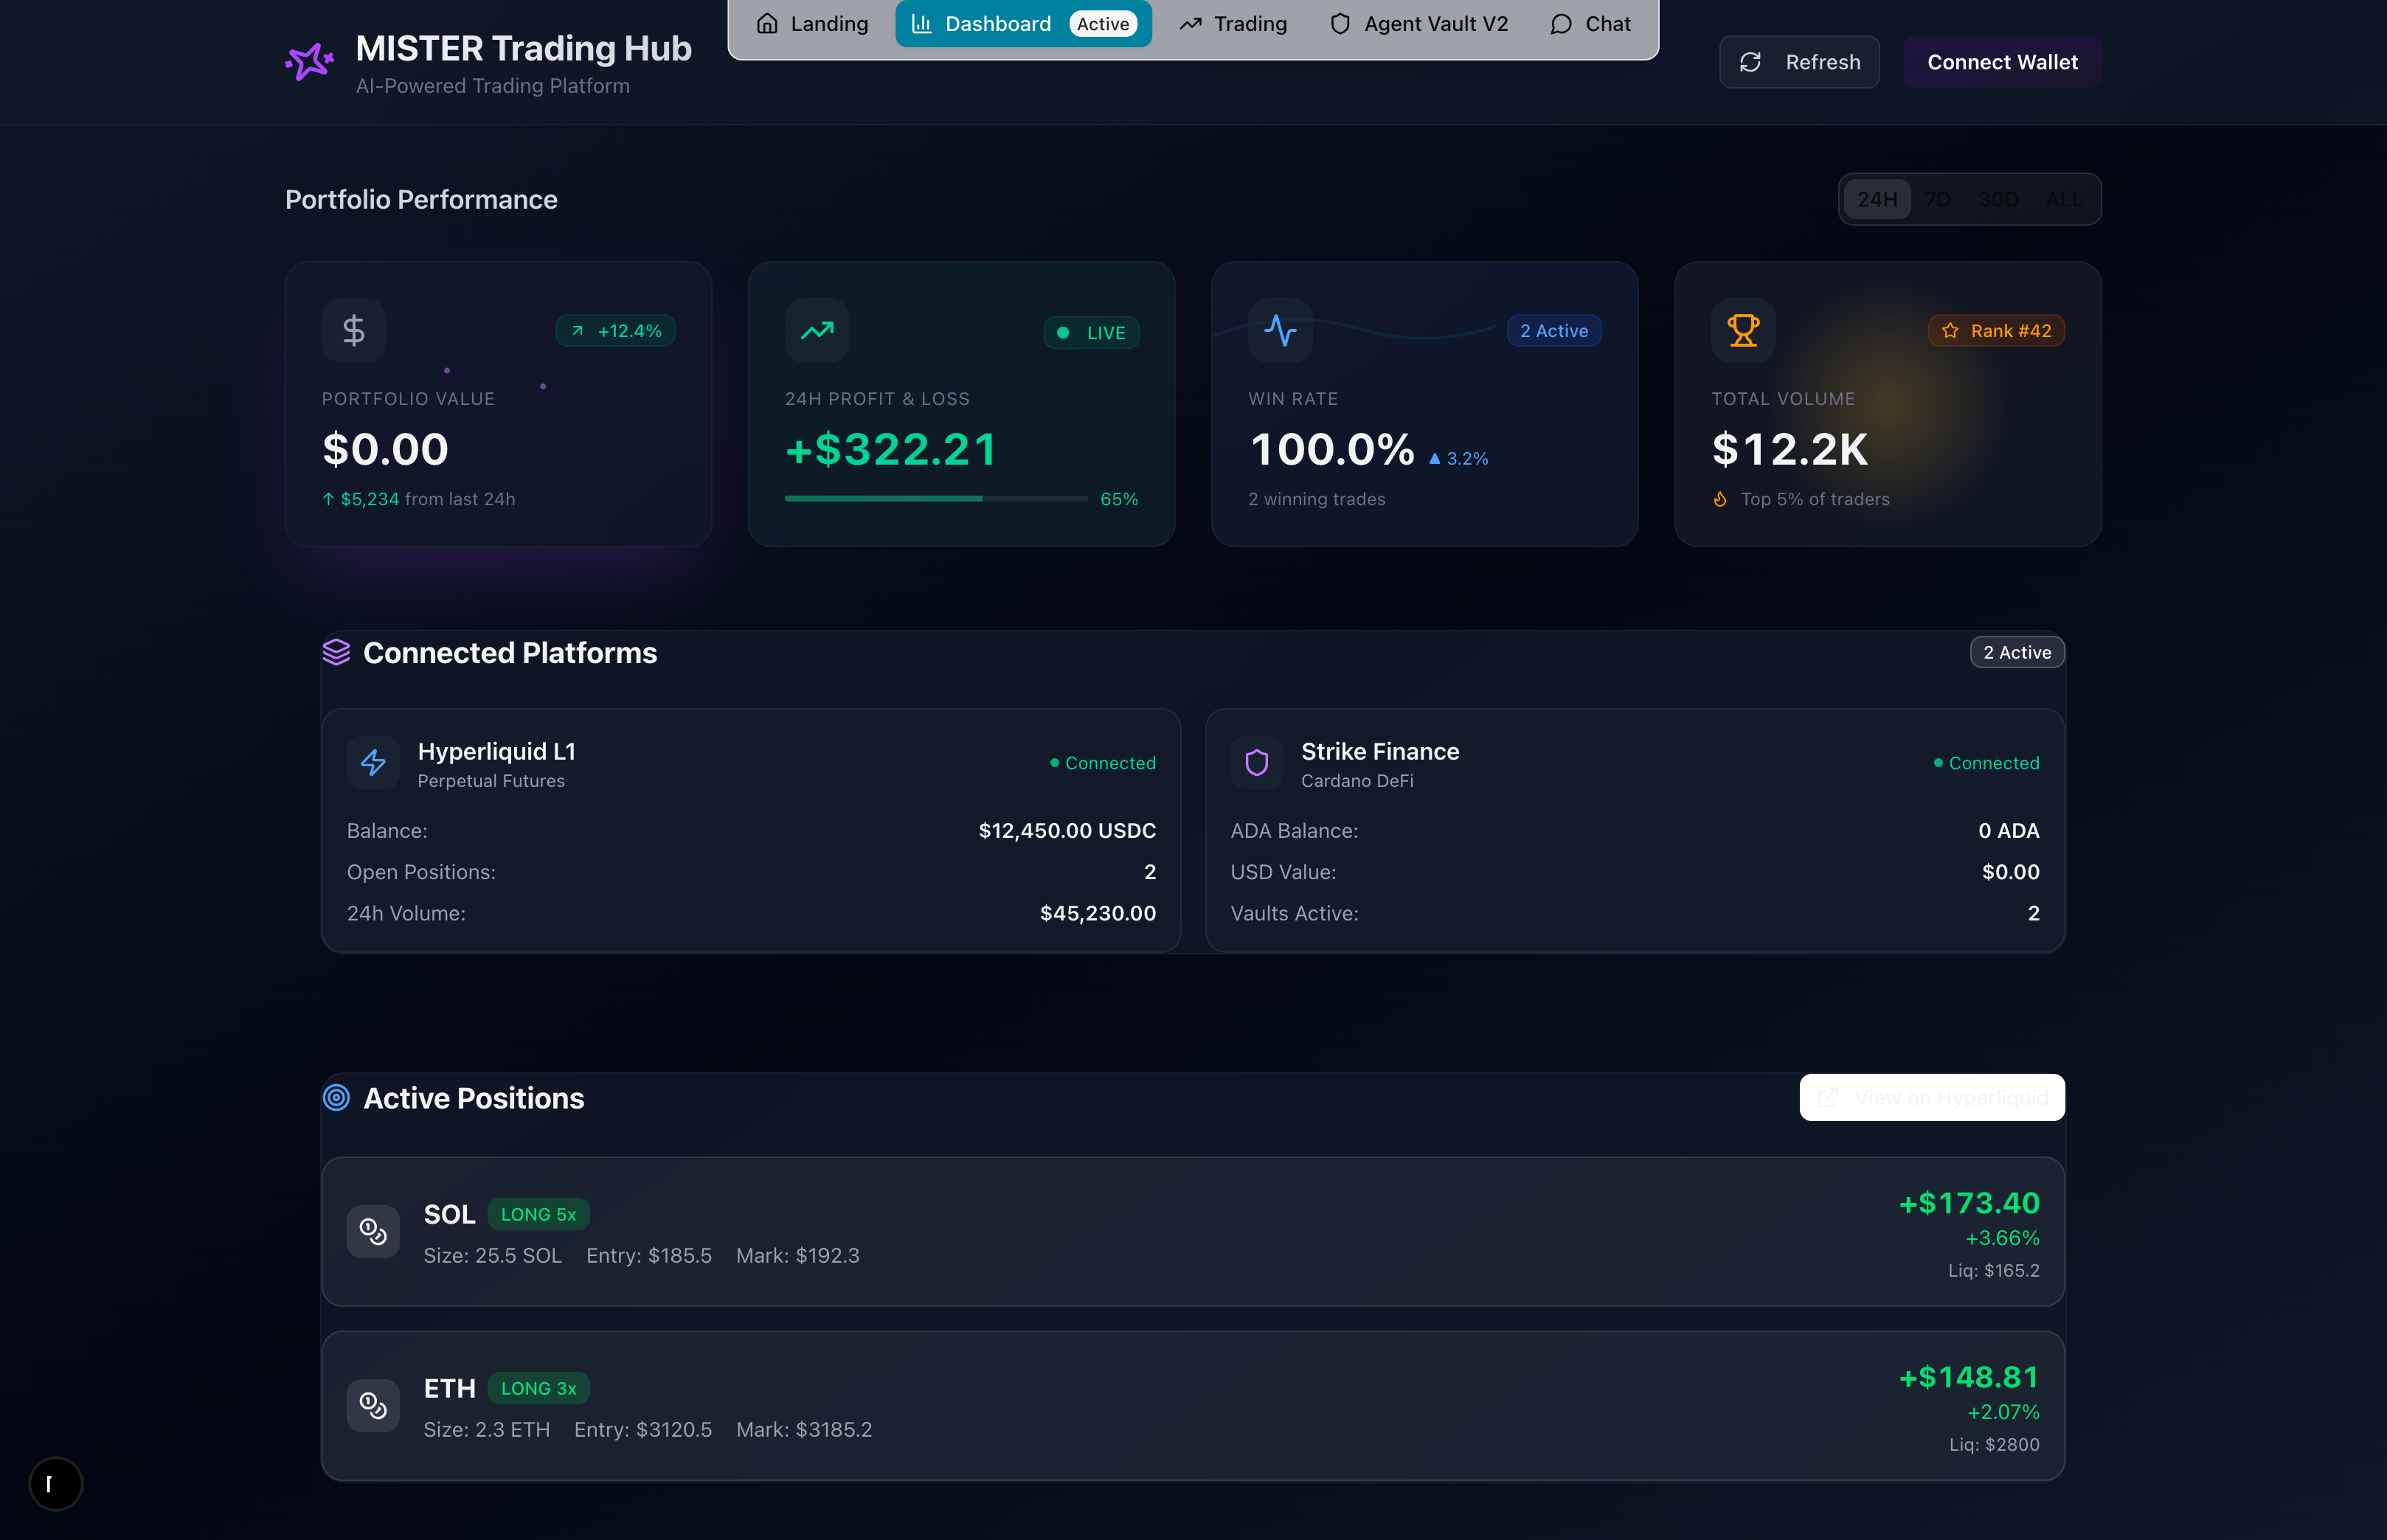 Landing
Dashboard Active
Trading
Agent Vault V2
Chat
MISTER Trading Hub
AI-Powered Trading Platform
Refresh
Connect Wallet
Portfolio Performance
24H 7D 30D ALL
+12.4%
PORTFOLIO VALUE
$0.00
↑ $5,234 from last 24h
LIVE
24H PROFIT & LOSS
+$322.21
65%
2 Active
WIN RATE
100.0% ▲ 3.2%
2 winning trades
Rank #42
TOTAL VOLUME
$12.2K
Top 5% of traders
Connected Platforms
2 Active
Hyperliquid L1
Perpetual Futures
Connected
Balance: $12,450.00 USDC
Open Positions: 2
24h Volume: $45,230.00
Strike Finance
Cardano DeFi
Connected
ADA Balance: 0 ADA
USD Value: $0.00
Vaults Active: 2
Active Positions
View on Hyperliquid
SOL LONG 5x
Size: 25.5 SOL Entry: $185.5 Mark: $192.3
+$173.40
+3.66%
Liq: $165.2
ETH LONG 3x
Size: 2.3 ETH Entry: $3120.5 Mark: $3185.2
+$148.81
+2.07%
Liq: $2800